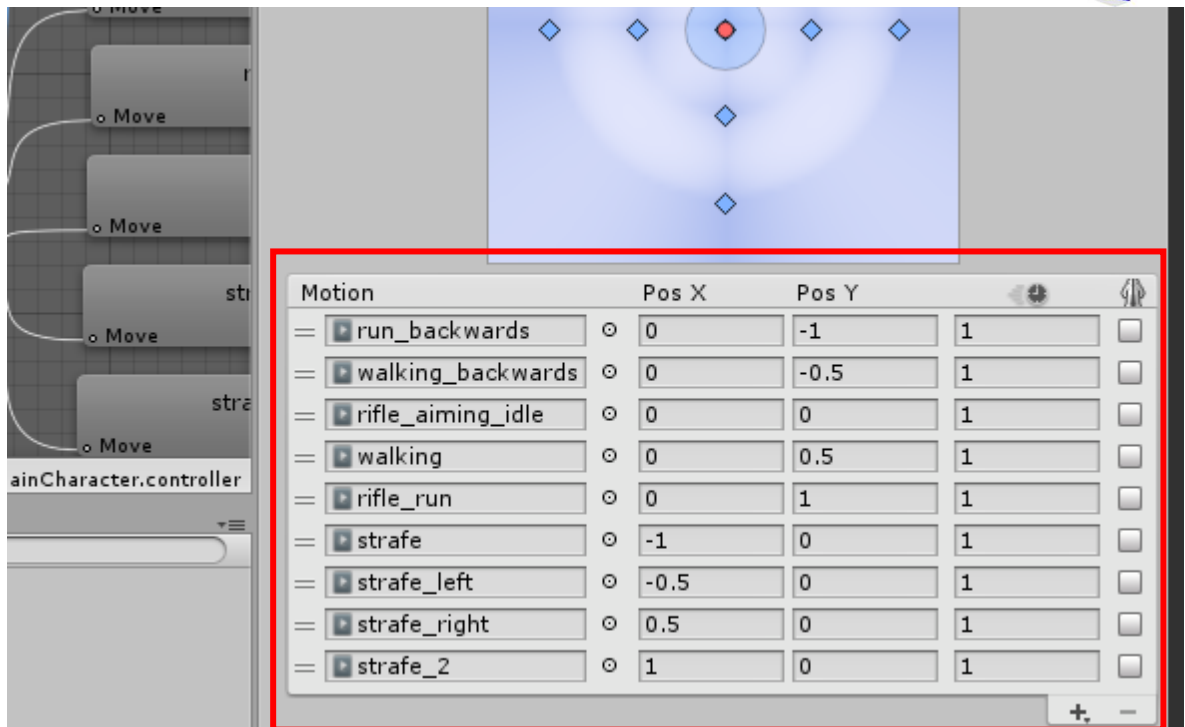 Move
Move
Move
str
Move
stra
Move
ainCharacter.controller
Motion Pos X Pos Y
run_backwards 0 -1 1
walking_backwards 0 -0.5 1
rifle_aiming_idle 0 0 1
walking 0 0.5 1
rifle_run 0 1 1
strafe -1 0 1
strafe_left -0.5 0 1
strafe_right 0.5 0 1
strafe_2 1 0 1